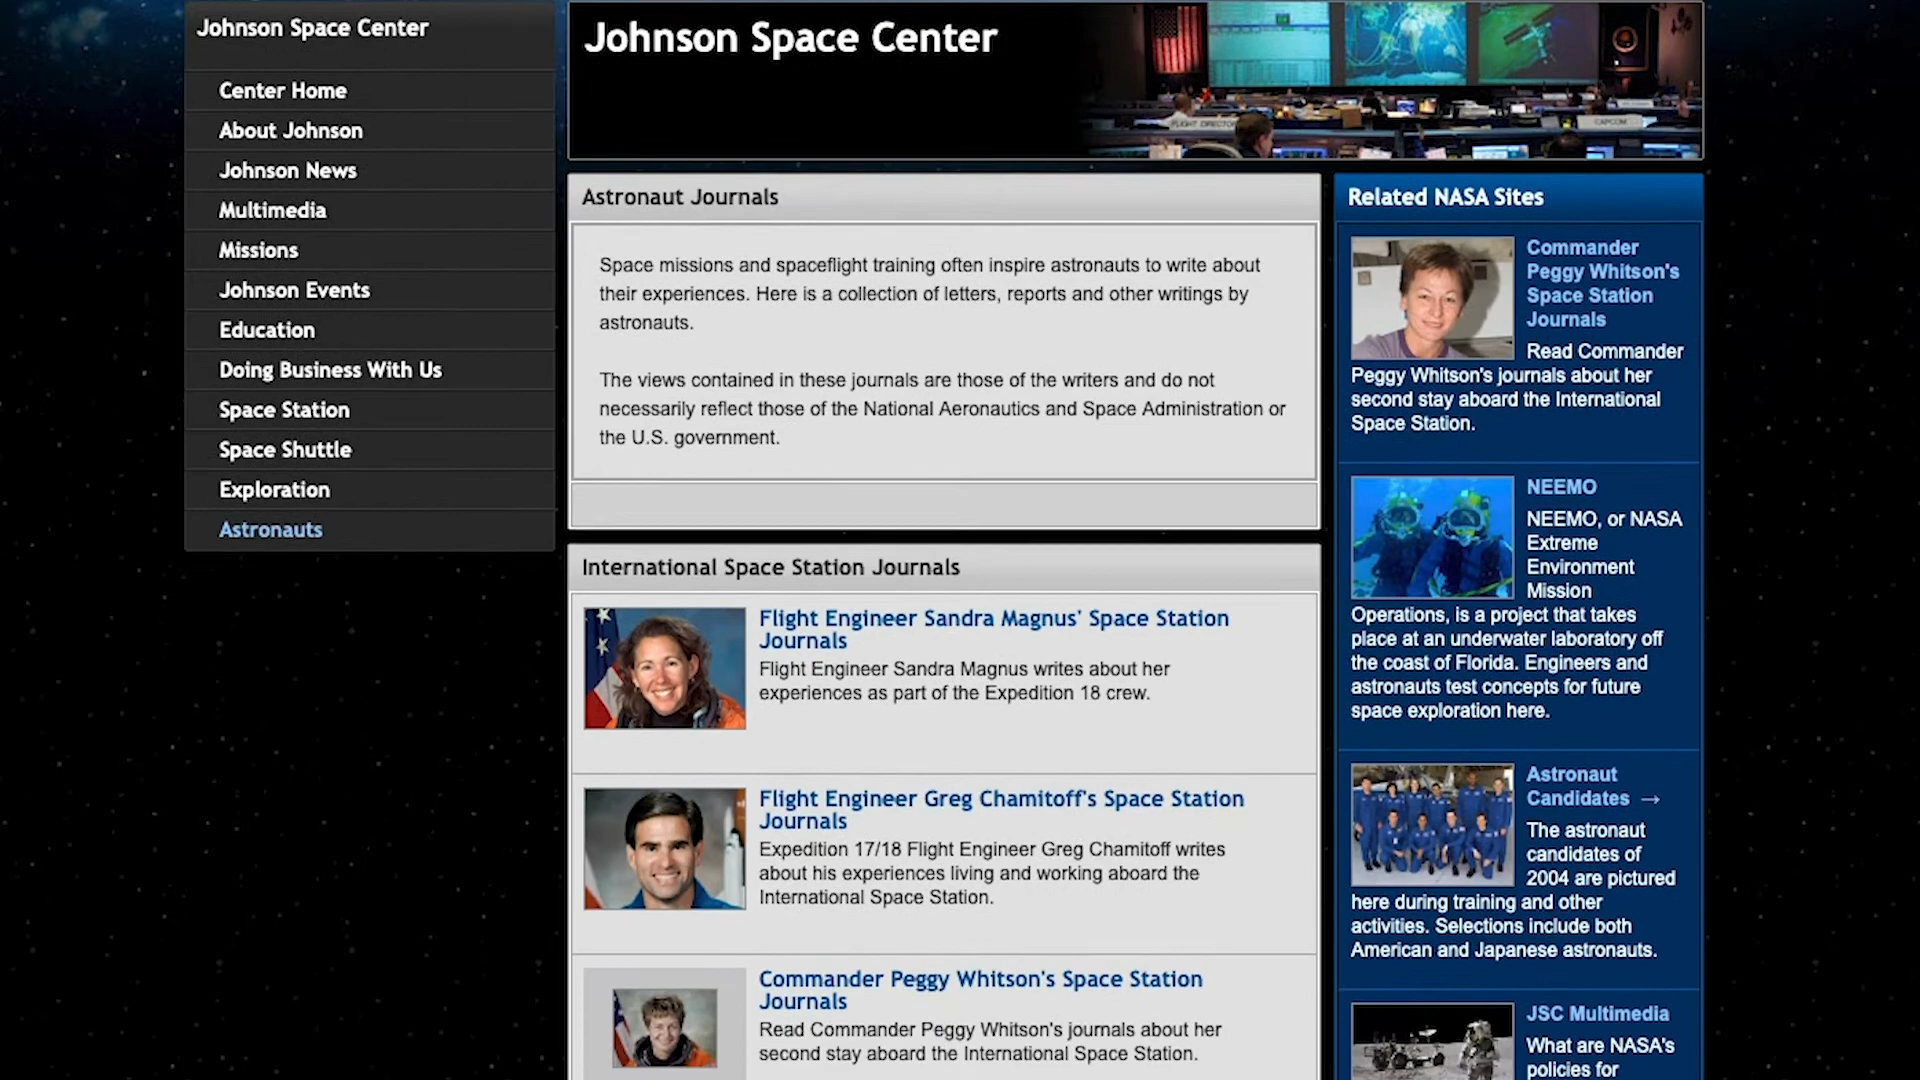 Johnson Space Center
Center Home
About Johnson
Johnson News
Multimedia
Missions
Johnson Events
Education
Doing Business With Us
Space Station
Space Shuttle
Exploration
Astronauts
Johnson Space Center
FLIGHT DIRECTOR
CAPCOM
Astronaut Journals
Space missions and spaceflight training often inspire astronauts to write about
their experiences. Here is a collection of letters, reports and other writings by
astronauts.
The views contained in these journals are those of the writers and do not
necessarily reflect those of the National Aeronautics and Space Administration or
the U.S. government.
International Space Station Journals
Flight Engineer Sandra Magnus' Space Station
Journals
Flight Engineer Sandra Magnus writes about her
experiences as part of the Expedition 18 crew.
Flight Engineer Greg Chamitoff's Space Station
Journals
Expedition 17/18 Flight Engineer Greg Chamitoff writes
about his experiences living and working aboard the
International Space Station.
Commander Peggy Whitson's Space Station
Journals
Read Commander Peggy Whitson's journals about her
second stay aboard the International Space Station.
Related NASA Sites
Commander
Peggy Whitson's
Space Station
Journals
Read Commander
Peggy Whitson's journals about her
second stay aboard the International
Space Station.
NEEMO
NEEMO, or NASA
Extreme
Environment
Mission
Operations, is a project that takes
place at an underwater laboratory off
the coast of Florida. Engineers and
astronauts test concepts for future
space exploration here.
Astronaut
Candidates →
The astronaut
candidates of
2004 are pictured
here during training and other
activities. Selections include both
American and Japanese astronauts.
JSC Multimedia
What are NASA's
policies for